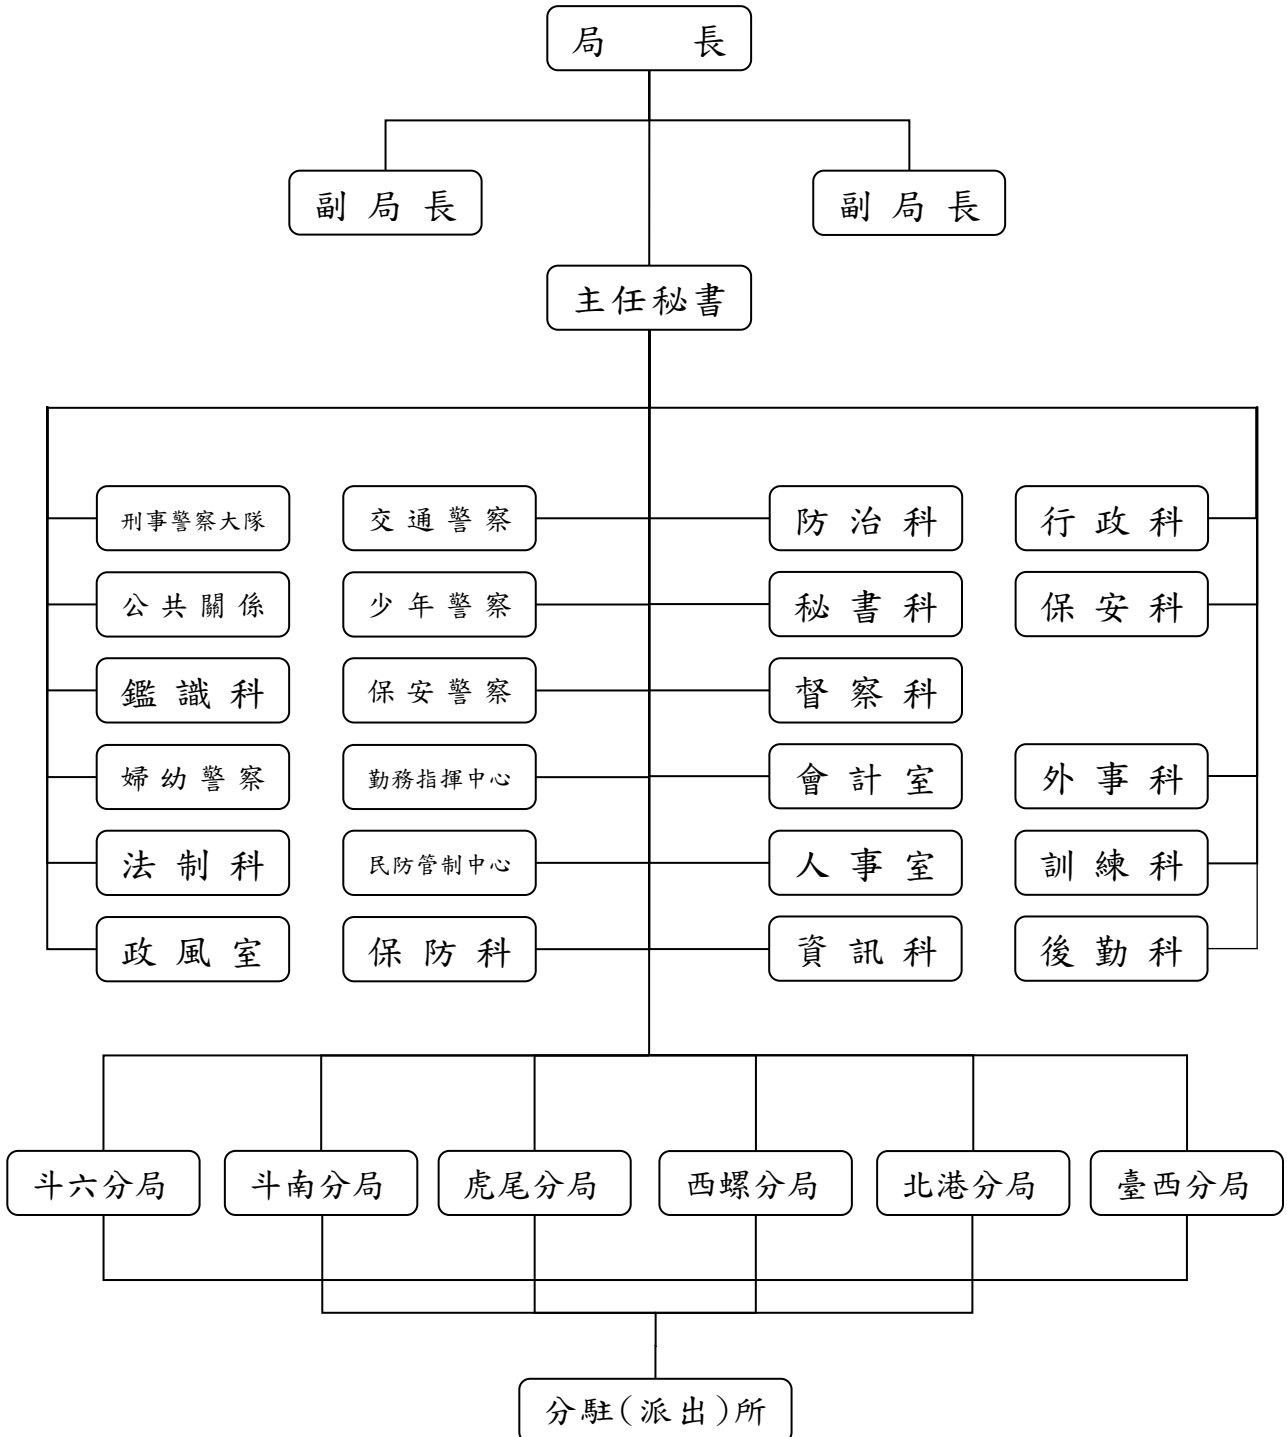 局 長
副局長
副局長
主任秘書
刑事警察大隊
交通警察
防治科
行政科
公共關係
少年警察
秘書科
保安科
鑑識科
保安警察
督察科
婦幼警察
勤務指揮中心
會計室
外事科
法制科
民防管制中心
人事室
訓練科
政風室
保防科
資訊科
後勤科
斗六分局
斗南分局
虎尾分局
西螺分局
北港分局
臺西分局
分駐(派出)所